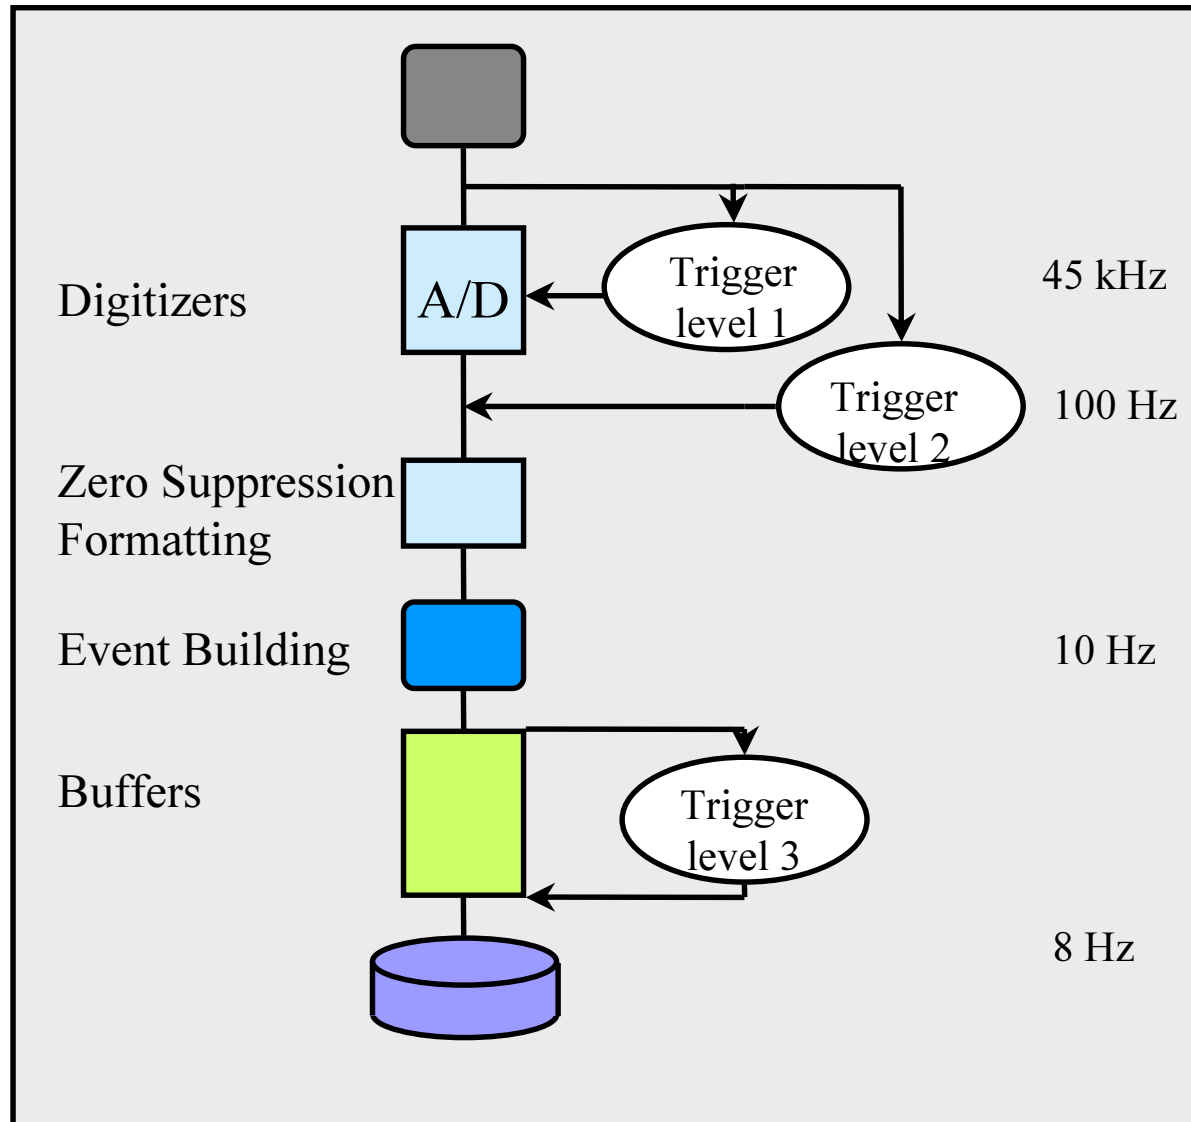 Digitizers
A/D
Trigger
level 1
45 kHz
Trigger
level 2
100 Hz
Zero Suppression
Formatting
Event Building
10 Hz
Buffers
Trigger
level 3
8 Hz